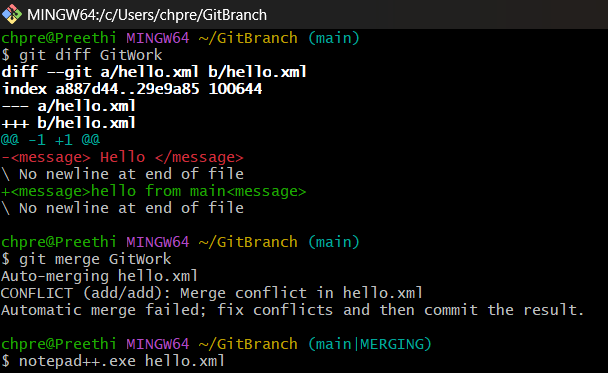 MINGW64:/c/Users/chpre/GitBranch
chpre@Preethi MINGW64 ~/GitBranch (main)
$ git diff GitWork
diff --git a/hello.xml b/hello.xml
index a887d44..29e9a85 100644
--- a/hello.xml
+++ b/hello.xml
@@ -1 +1 @@
-<message> Hello </message>
\ No newline at end of file
+<message>hello from main<message>
\ No newline at end of file
chpre@Preethi MINGW64 ~/GitBranch (main)
$ git merge GitWork
Auto-merging hello.xml
CONFLICT (add/add): Merge conflict in hello.xml
Automatic merge failed; fix conflicts and then commit the result.
chpre@Preethi MINGW64 ~/GitBranch (main|MERGING)
$ notepad++.exe hello.xml